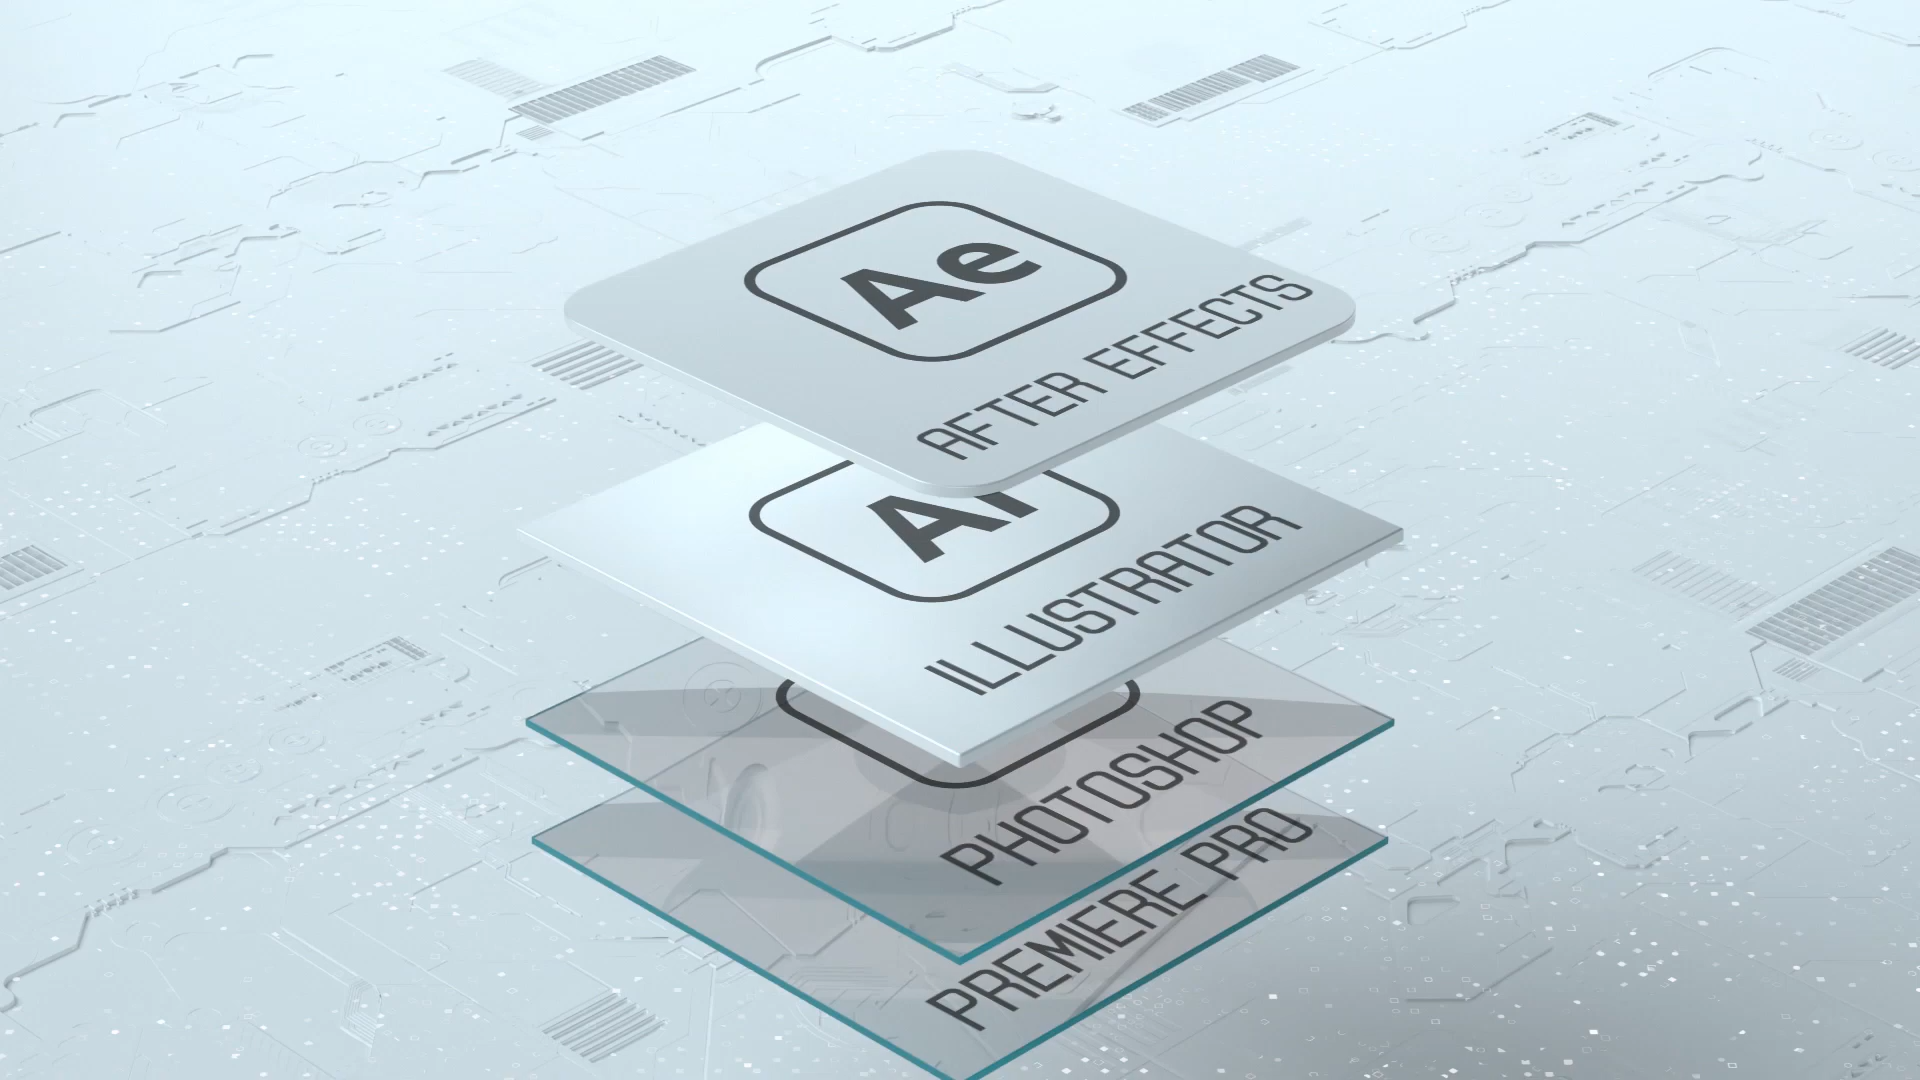 Ae
AFTER EFFECTS
Ai
ILLUSTRATOR
PHOTOSHOP
PREMIERE PRO